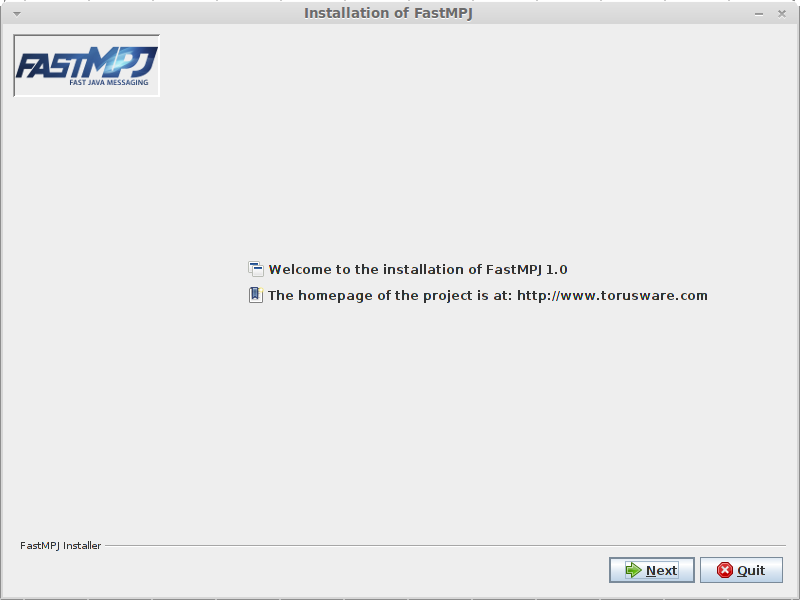 Installation of FastMPJ
FASTMPJ
FAST JAVA MESSAGING
Welcome to the installation of FastMPJ 1.0
The homepage of the project is at: http://www.torusware.com
FastMPJ Installer
Next
Quit